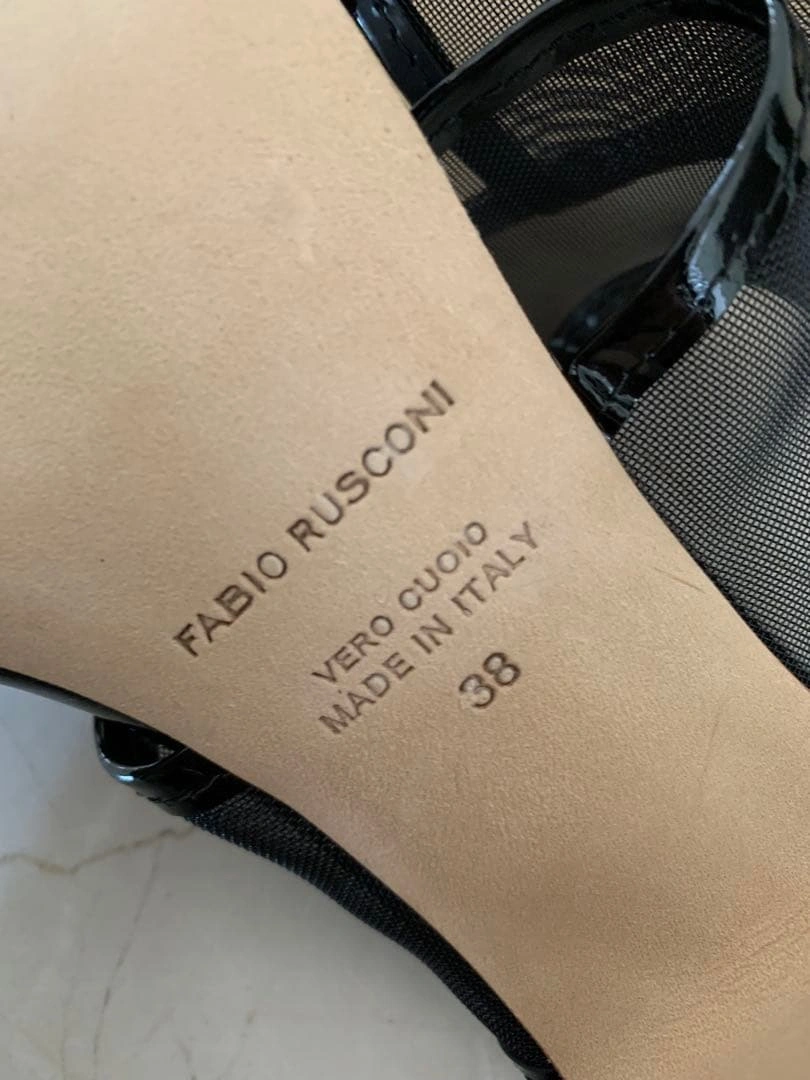 FABIO RUSCONI
VERO CUOIO
MADE IN ITALY
38